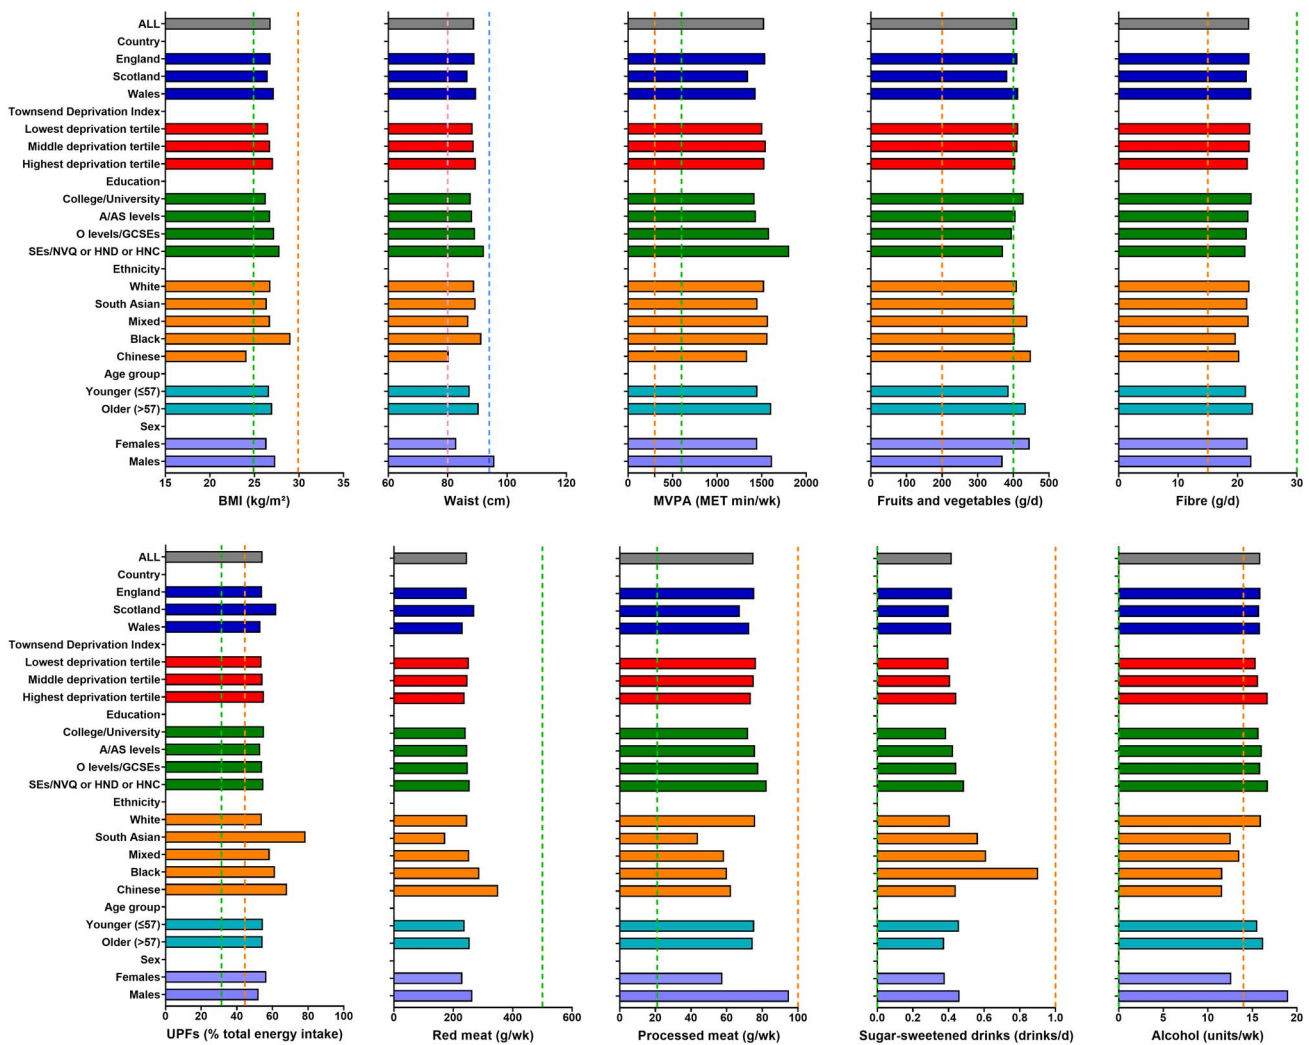 ALL
Country
England
Scotland
Wales
Townsend Deprivation Index
Lowest deprivation tertile
Middle deprivation tertile
Highest deprivation tertile
Education
College/University
A/AS levels
O levels/GCSEs
SEs/NVQ or HND or HNC
Ethnicity
White
South Asian
Mixed
Black
Chinese
Age group
Younger (≤57)
Older (>57)
Sex
Females
Males
15 20 25 30 35
BMI (kg/m²)
60 80 100 120
Waist (cm)
0 500 1000 1500 2000
MVPA (MET min/wk)
0 100 200 300 400 500
Fruits and vegetables (g/d)
0 10 20 30
Fibre (g/d)
ALL
Country
England
Scotland
Wales
Townsend Deprivation Index
Lowest deprivation tertile
Middle deprivation tertile
Highest deprivation tertile
Education
College/University
A/AS levels
O levels/GCSEs
SEs/NVQ or HND or HNC
Ethnicity
White
South Asian
Mixed
Black
Chinese
Age group
Younger (≤57)
Older (>57)
Sex
Females
Males
0 20 40 60 80 100
UPFs (% total energy intake)
0 200 400 600
Red meat (g/wk)
0 20 40 60 80 100
Processed meat (g/wk)
0.0 0.2 0.4 0.6 0.8 1.0
Sugar-sweetened drinks (drinks/d)
0 5 10 15 20
Alcohol (units/wk)